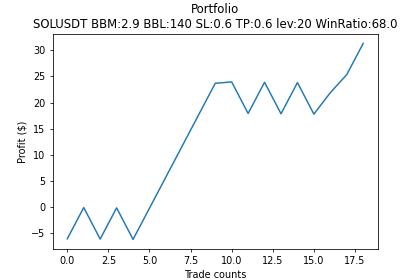 Portfolio
SOLUSDT BBM:2.9 BBL:140 SL:0.6 TP:0.6 lev:20 WinRatio:68.0
30
25
20
15
10
5
0
−5
Profit ($)
0.0 2.5 5.0 7.5 10.0 12.5 15.0 17.5
Trade counts